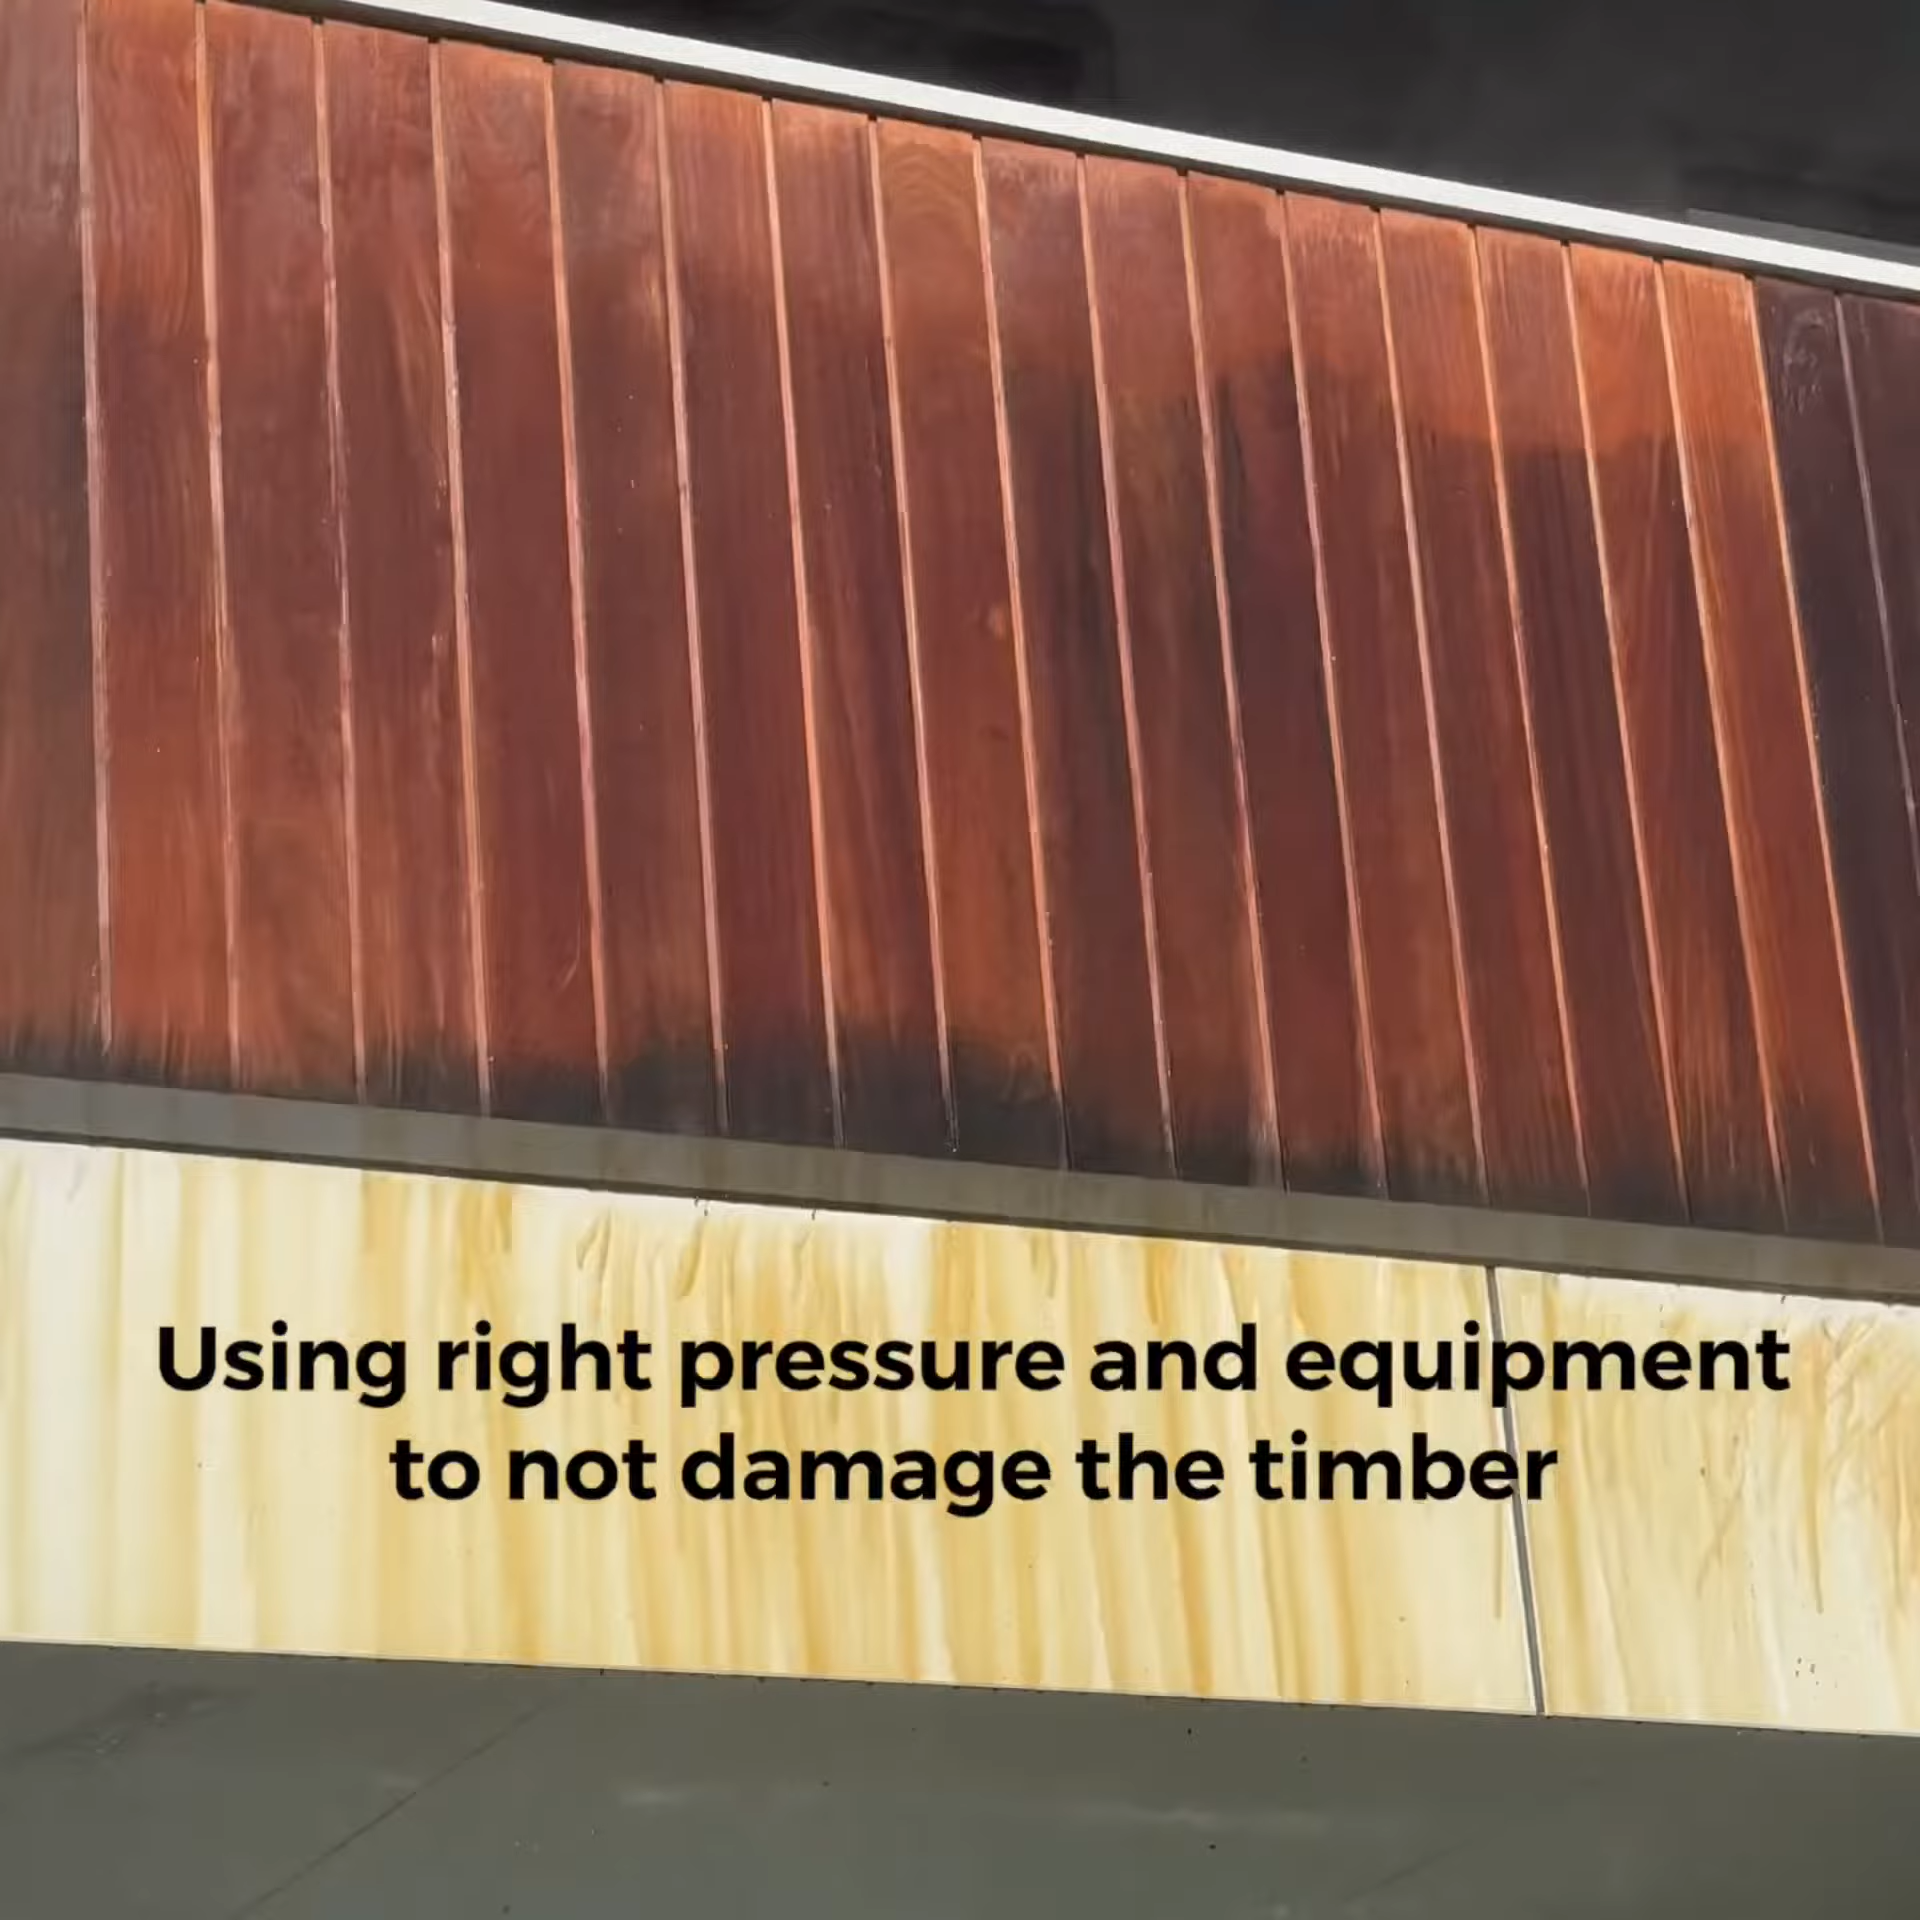 Using right pressure and equipment
to not damage the timber